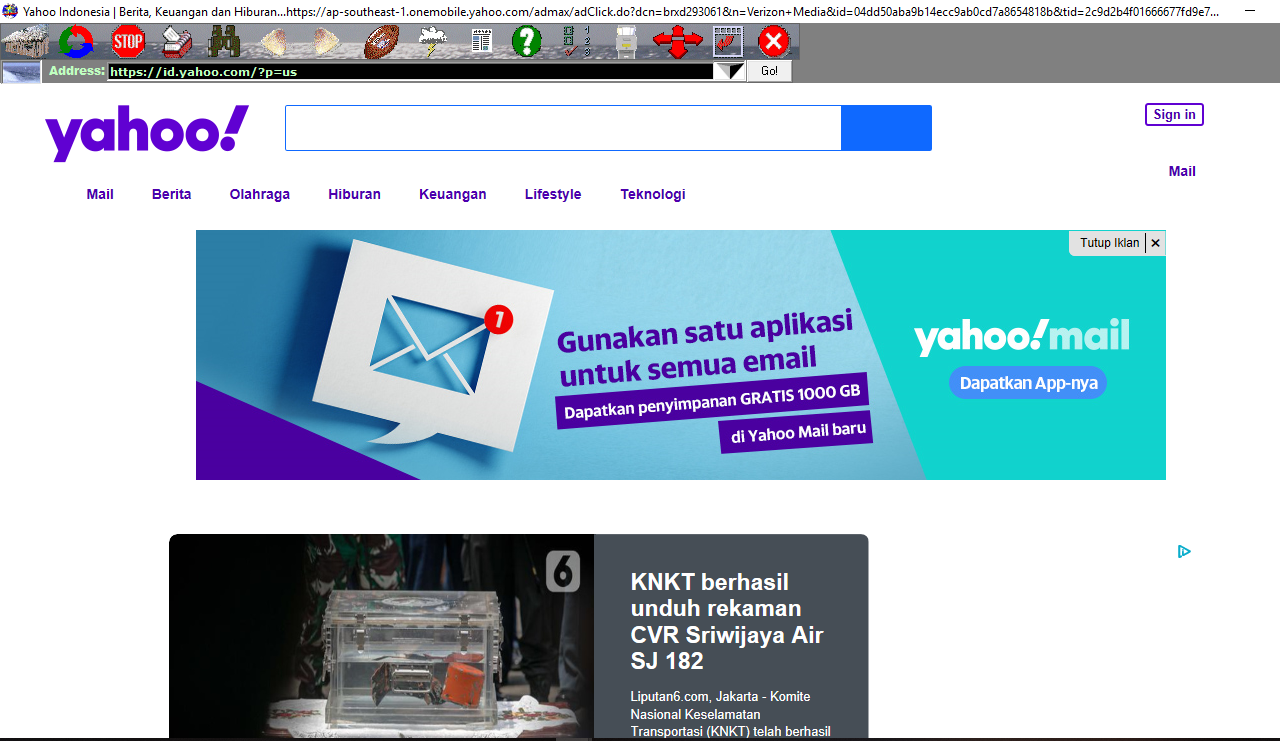 Yahoo Indonesia | Berita, Keuangan dan Hiburan...https://ap-southeast-1.onemobile.yahoo.com/admax/adClick.do?dcn=brxd293061&n=Verizon+Media&id=04dd50aba9b14ecc9ab0cd7a8654818b&tid=2c9d2b4f01666677fd9e7...
STOP
?
1
2
3
Address: https://id.yahoo.com/?p=us Go!
yahoo!
Sign in
Mail
Mail Berita Olahraga Hiburan Keuangan Lifestyle Teknologi
Tutup Iklan ×
1
Gunakan satu aplikasi
untuk semua email
Dapatkan penyimpanan GRATIS 1000 GB
di Yahoo Mail baru
yahoo!mail
Dapatkan App-nya
6
KNKT berhasil
unduh rekaman
CVR Sriwijaya Air
SJ 182
Liputan6.com, Jakarta - Komite
Nasional Keselamatan
Transportasi (KNKT) telah berhasil